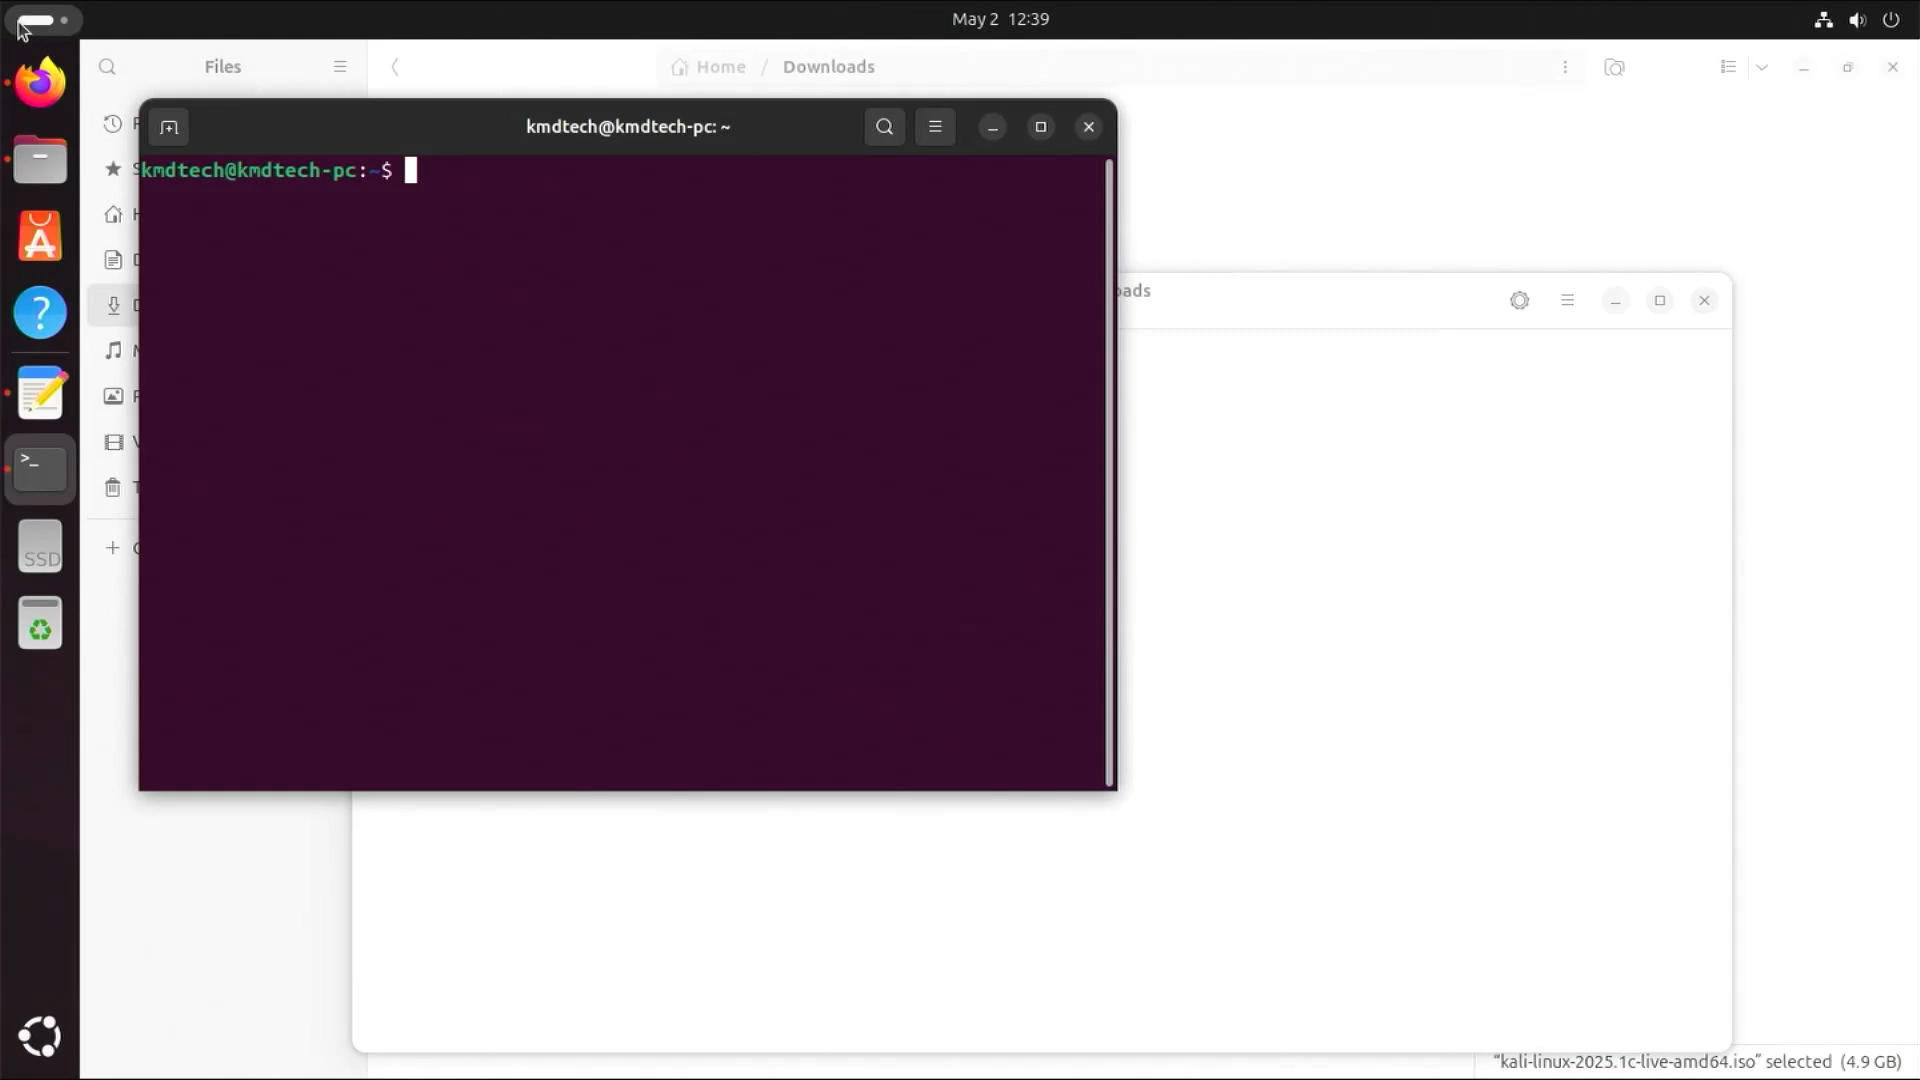 May 2 12:39
Files
Home / Downloads
kmdtech@kmdtech-pc: ~
kmdtech@kmdtech-pc:~$
oads
>_
SSD
+
"kali-linux-2025.1c-live-amd64.iso" selected (4.9 GB)